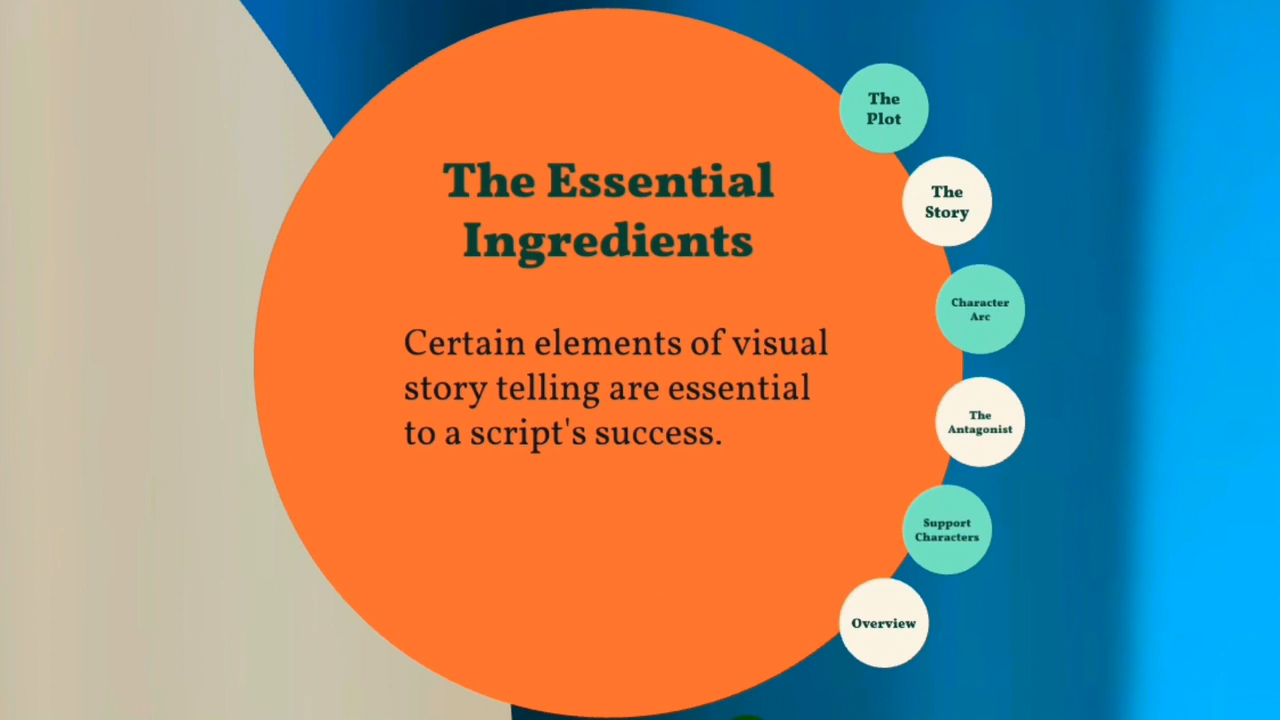 The Essential
Ingredients
Certain elements of visual
story telling are essential
to a script's success.
The
Plot
The
Story
Character
Arc
The
Antagonist
Support
Characters
Overview